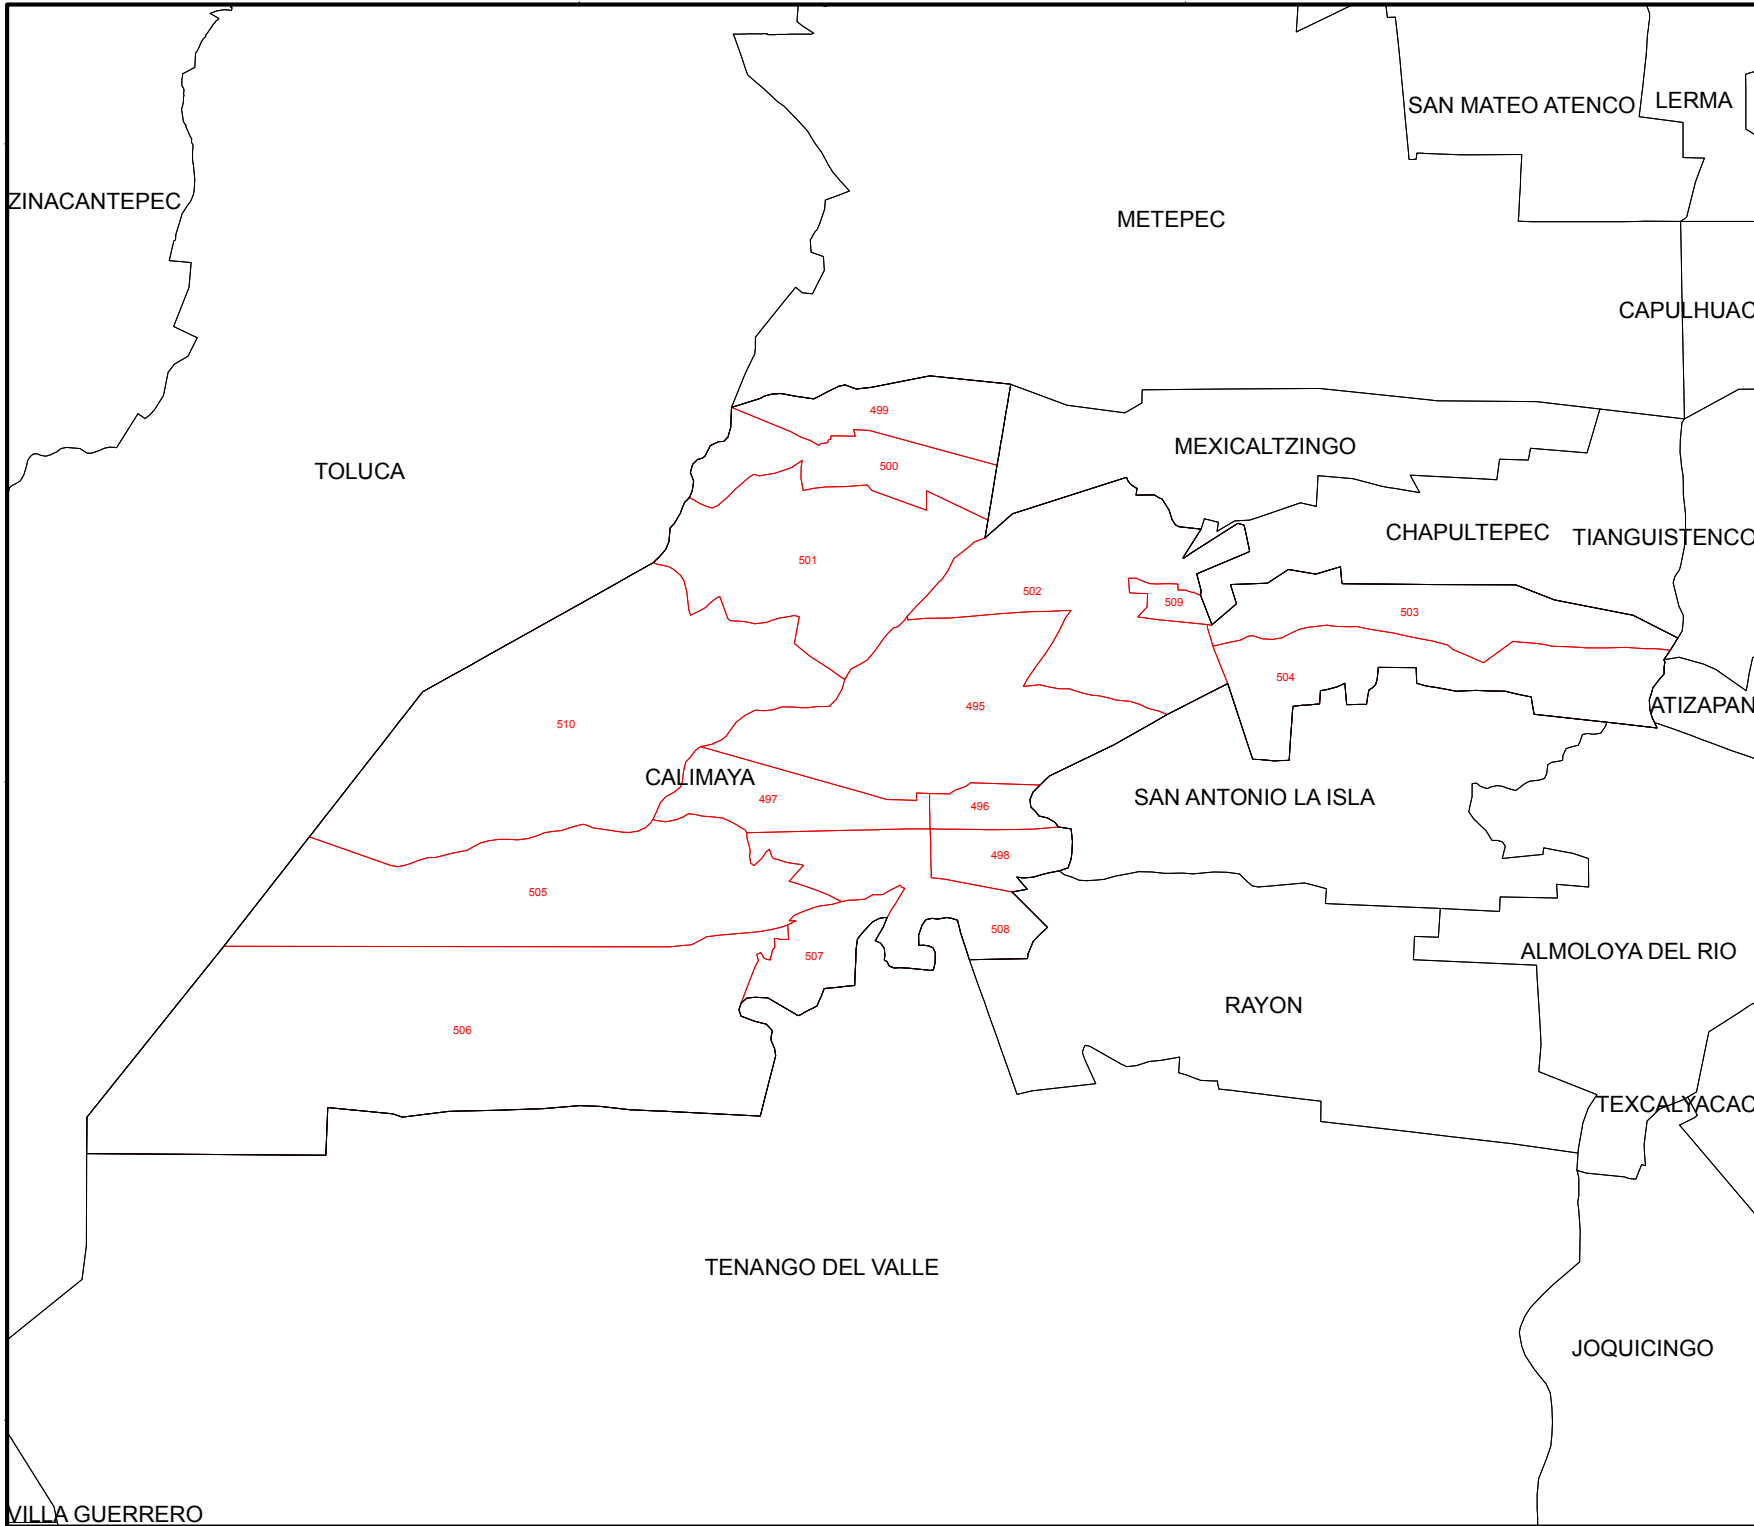 LERMA
SAN MATEO ATENCO
ZINACANTEPEC
METEPEC
CAPULHUAC
499
MEXICALTZINGO
500
TOLUCA
CHAPULTEPEC
TIANGUISTENCO
501
502
509
503
504
ATIZAPAN
495
510
CALIMAYA
497
SAN ANTONIO LA ISLA
496
498
505
508
ALMOLOYA DEL RIO
507
RAYON
506
TEXCALYACAC
TENANGO DEL VALLE
JOQUICINGO
VILLA GUERRERO